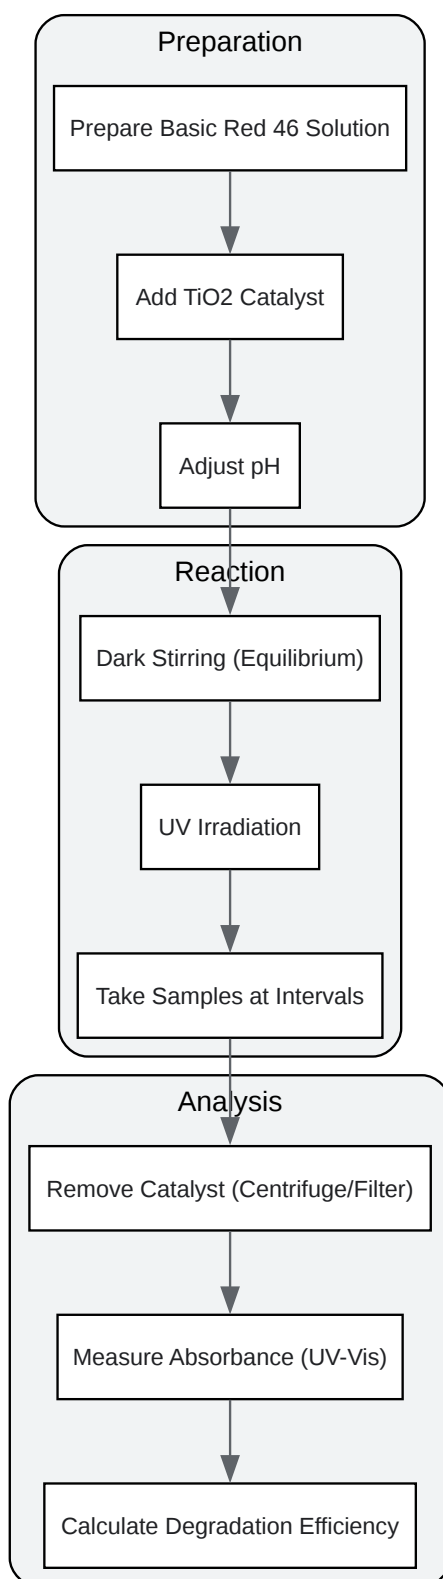 Preparation
Prepare Basic Red 46 Solution
Add TiO2 Catalyst
Adjust pH
Reaction
Dark Stirring (Equilibrium)
UV Irradiation
Take Samples at Intervals
Analysis
Remove Catalyst (Centrifuge/Filter)
Measure Absorbance (UV-Vis)
Calculate Degradation Efficiency